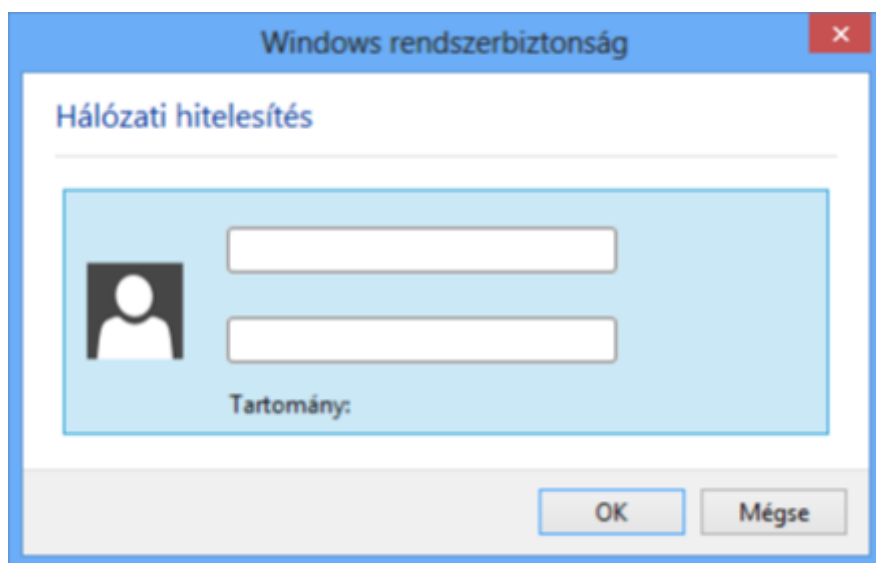 Windows rendszerbiztonság
Hálózati hitelesítés
Tartomány:
OK
Mégse